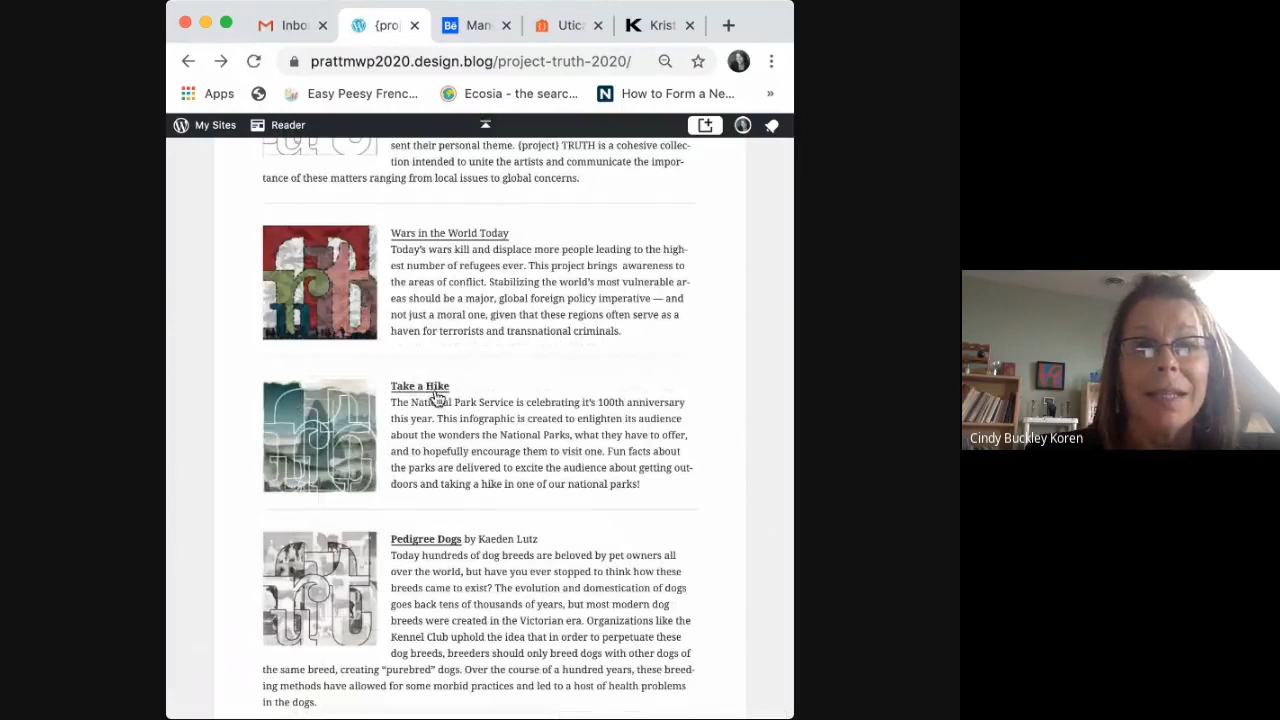 Inbo
{proj
Bē Man
Utica
K Krist
prattmwp2020.design.blog/project-truth-2020/
Apps
Easy Peesy Frenc...
Ecosia - the searc...
N How to Form a Ne...
»
My Sites
Reader
sent their personal theme. {project} TRUTH is a cohesive collec-
tion intended to unite the artists and communicate the impor-
tance of these matters ranging from local issues to global concerns.
Wars in the World Today
Today's wars kill and displace more people leading to the high-
est number of refugees ever. This project brings awareness to
the areas of conflict. Stabilizing the world's most vulnerable ar-
eas should be a major, global foreign policy imperative — and
not just a moral one, given that these regions often serve as a
haven for terrorists and transnational criminals.
Take a Hike
The National Park Service is celebrating it's 100th anniversary
this year. This infographic is created to enlighten its audience
about the wonders the National Parks, what they have to offer,
and to hopefully encourage them to visit one. Fun facts about
the parks are delivered to excite the audience about getting out-
doors and taking a hike in one of our national parks!
Pedigree Dogs by Kaeden Lutz
Today hundreds of dog breeds are beloved by pet owners all
over the world, but have you ever stopped to think how these
breeds came to exist? The evolution and domestication of dogs
goes back tens of thousands of years, but most modern dog
breeds were created in the Victorian era. Organizations like the
Kennel Club uphold the idea that in order to perpetuate these
dog breeds, breeders should only breed dogs with other dogs of
the same breed, creating “purebred” dogs. Over the course of a hundred years, these breed-
ing methods have allowed for some morbid practices and led to a host of health problems
in the dogs.
Cindy Buckley Koren